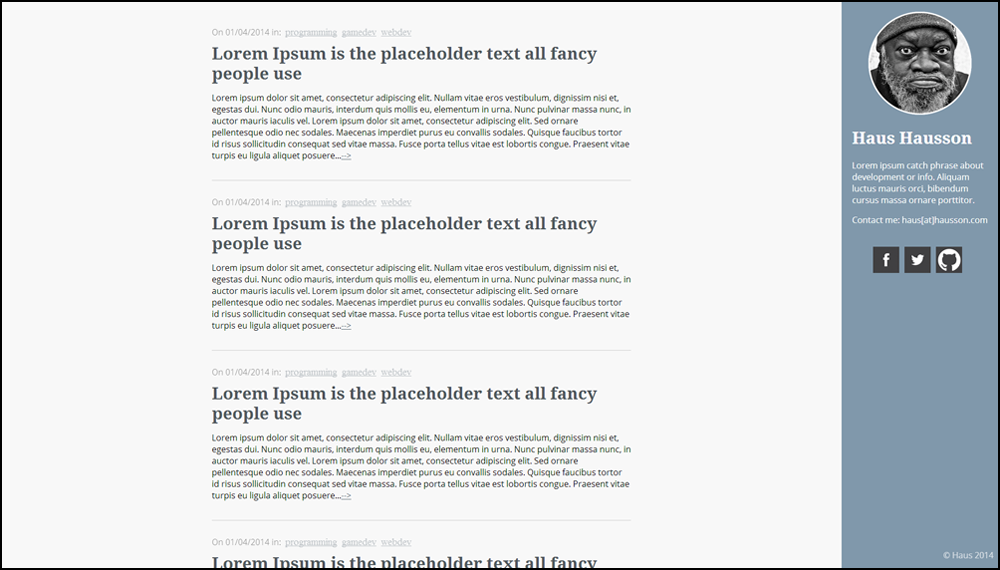 On 01/04/2014 in: programming gamedev webdev
Lorem Ipsum is the placeholder text all fancy
people use
Lorem ipsum dolor sit amet, consectetur adipiscing elit. Nullam vitae eros vestibulum, dignissim nisi et,
egestas dui. Nunc odio mauris, interdum quis mollis eu, elementum in urna. Nunc pulvinar massa nunc, in
auctor mauris iaculis vel. Lorem ipsum dolor sit amet, consectetur adipiscing elit. Sed ornare
pellentesque odio nec sodales. Maecenas imperdiet purus eu convallis sodales. Quisque faucibus tortor
id risus sollicitudin consequat sed vitae massa. Fusce porta tellus vitae est lobortis congue. Praesent vitae
turpis eu ligula aliquet posuere...-->
On 01/04/2014 in: programming gamedev webdev
Lorem Ipsum is the placeholder text all fancy
people use
Lorem ipsum dolor sit amet, consectetur adipiscing elit. Nullam vitae eros vestibulum, dignissim nisi et,
egestas dui. Nunc odio mauris, interdum quis mollis eu, elementum in urna. Nunc pulvinar massa nunc, in
auctor mauris iaculis vel. Lorem ipsum dolor sit amet, consectetur adipiscing elit. Sed ornare
pellentesque odio nec sodales. Maecenas imperdiet purus eu convallis sodales. Quisque faucibus tortor
id risus sollicitudin consequat sed vitae massa. Fusce porta tellus vitae est lobortis congue. Praesent vitae
turpis eu ligula aliquet posuere...-->
On 01/04/2014 in: programming gamedev webdev
Lorem Ipsum is the placeholder text all fancy
people use
Lorem ipsum dolor sit amet, consectetur adipiscing elit. Nullam vitae eros vestibulum, dignissim nisi et,
egestas dui. Nunc odio mauris, interdum quis mollis eu, elementum in urna. Nunc pulvinar massa nunc, in
auctor mauris iaculis vel. Lorem ipsum dolor sit amet, consectetur adipiscing elit. Sed ornare
pellentesque odio nec sodales. Maecenas imperdiet purus eu convallis sodales. Quisque faucibus tortor
id risus sollicitudin consequat sed vitae massa. Fusce porta tellus vitae est lobortis congue. Praesent vitae
turpis eu ligula aliquet posuere...-->
On 01/04/2014 in: programming gamedev webdev
Lorem Ipsum is the placeholder text all fancy
Haus Hausson
Lorem ipsum catch phrase about
development or info. Aliquam
luctus mauris orci, bibendum
cursus massa ornare porttitor.
Contact me: haus[at]hausson.com
© Haus 2014